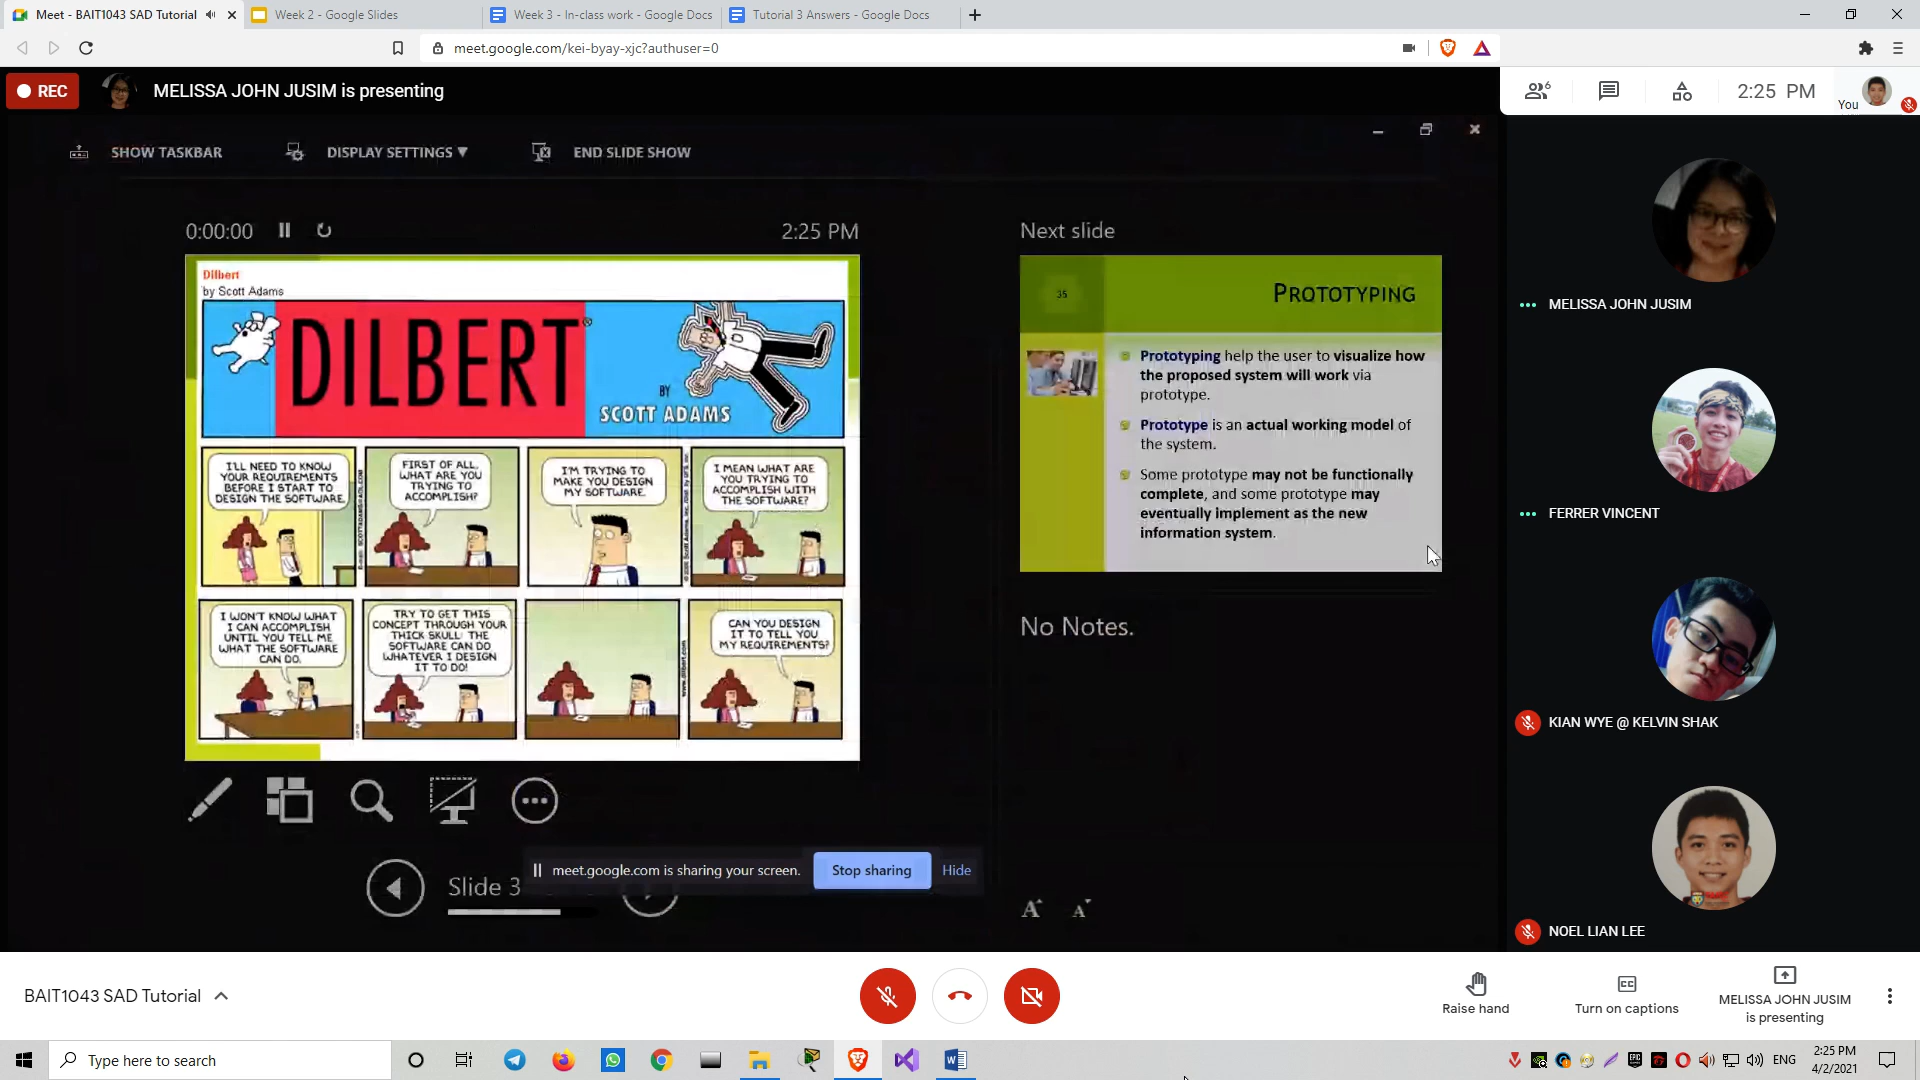 Meet - BAIT1043 SAD Tutorial
Week 2 - Google Slides
Week 3 - In-class work - Google Docs
Tutorial 3 Answers - Google Docs
meet.google.com/kei-byay-xjc?authuser=0
REC
MELISSA JOHN JUSIM is presenting
6
2:25 PM
You
SHOW TASKBAR
DISPLAY SETTINGS ▼
END SLIDE SHOW
0:00:00
2:25 PM
Next slide
Dilbert
by Scott Adams
DILBERT®
BY
SCOTT ADAMS
I'LL NEED TO KNOW
YOUR REQUIREMENTS
BEFORE I START TO
DESIGN THE SOFTWARE.
FIRST OF ALL,
WHAT ARE YOU
TRYING TO
ACCOMPLISH?
I'M TRYING TO
MAKE YOU DESIGN
MY SOFTWARE.
I MEAN WHAT ARE
YOU TRYING TO
ACCOMPLISH WITH
THE SOFTWARE?
I WON'T KNOW WHAT
I CAN ACCOMPLISH
UNTIL YOU TELL ME
WHAT THE SOFTWARE
CAN DO.
TRY TO GET THIS
CONCEPT THROUGH YOUR
THICK SKULL: THE
SOFTWARE CAN DO
WHATEVER I DESIGN
IT TO DO!
www.dilbert.com
CAN YOU DESIGN
IT TO TELL YOU
MY REQUIREMENTS?
35
PROTOTYPING
Prototyping help the user to visualize how
the proposed system will work via
prototype.
Prototype is an actual working model of
the system.
Some prototype may not be functionally
complete, and some prototype may
eventually implement as the new
information system.
No Notes.
Slide 3
meet.google.com is sharing your screen.
Stop sharing
Hide
A A
MELISSA JOHN JUSIM
FERRER VINCENT
KIAN WYE @ KELVIN SHAK
NOEL LIAN LEE
BAIT1043 SAD Tutorial
Raise hand
Turn on captions
MELISSA JOHN JUSIM
is presenting
Type here to search
ENG
2:25 PM
4/2/2021